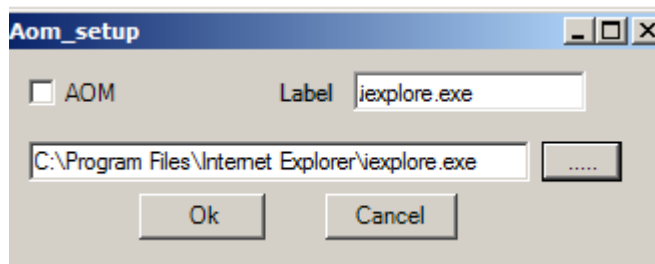 Aom_setup
AOM Label iexplore.exe
C:\Program Files\Internet Explorer\iexplore.exe .....
Ok Cancel